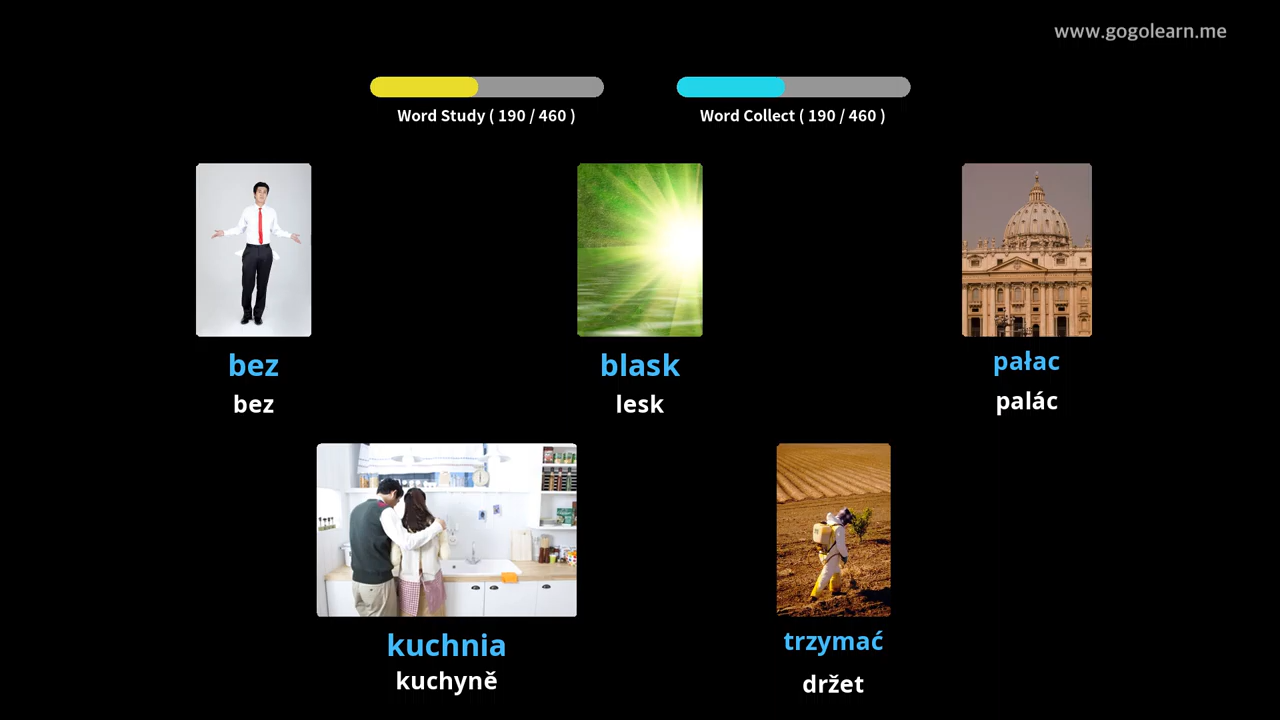 www.gogolearn.me
Word Study ( 190 / 460 )
Word Collect ( 190 / 460 )
bez
bez
blask
lesk
pałac
palác
kuchnia
kuchyně
trzymać
držet